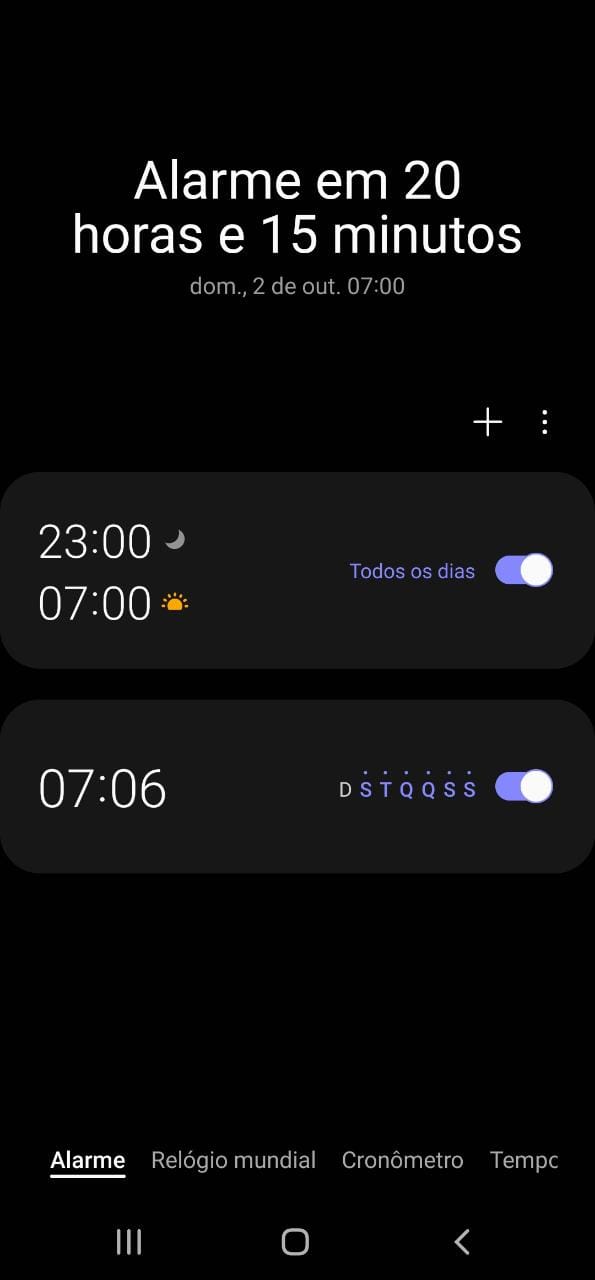 Alarme em 20
horas e 15 minutos
dom., 2 de out. 07:00
23:00
07:00
Todos os dias
07:06
D S T Q Q S S
Alarme Relógio mundial Cronômetro Tempo